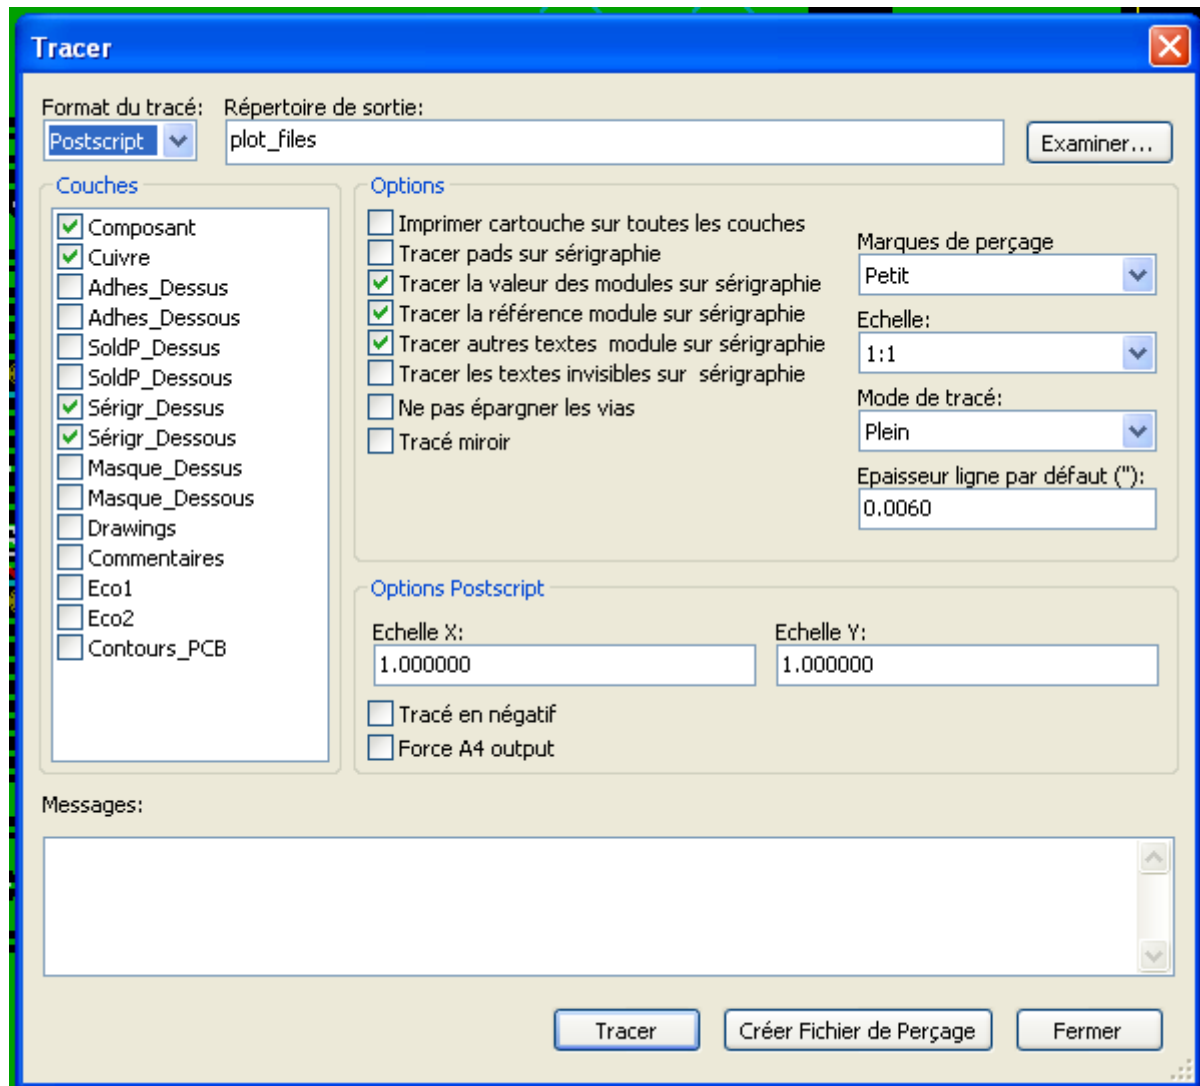 Tracer
Format du tracé:
Répertoire de sortie:
Postscript
plot_files
Examiner...
Couches
Composant
Cuivre
Adhes_Dessus
Adhes_Dessous
SoldP_Dessus
SoldP_Dessous
Sérigr_Dessus
Sérigr_Dessous
Masque_Dessus
Masque_Dessous
Drawings
Commentaires
Eco1
Eco2
Contours_PCB
Options
Imprimer cartouche sur toutes les couches
Tracer pads sur sérigraphie
Tracer la valeur des modules sur sérigraphie
Tracer la référence module sur sérigraphie
Tracer autres textes  module sur sérigraphie
Tracer les textes invisibles sur  sérigraphie
Ne pas épargner les vias
Tracé miroir
Marques de perçage
Petit
Echelle:
1:1
Mode de tracé:
Plein
Epaisseur ligne par défaut ("):
0.0060
Options Postscript
Echelle X:
1.000000
Echelle Y:
1.000000
Tracé en négatif
Force A4 output
Messages:
Tracer
Créer Fichier de Perçage
Fermer